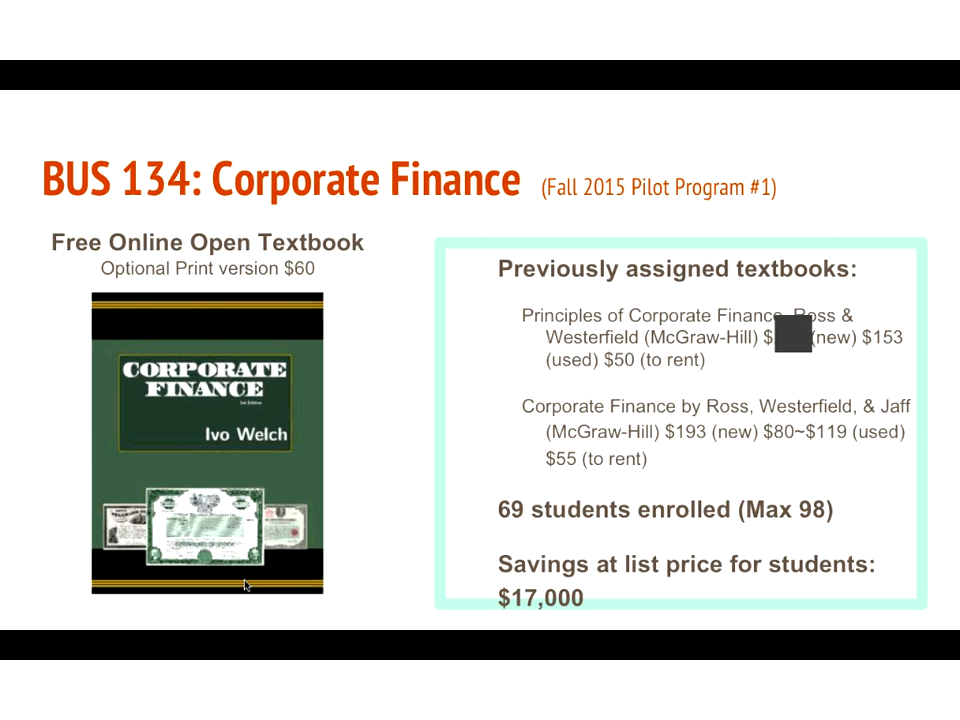 BUS 134: Corporate Finance (Fall 2015 Pilot Program #1)
Free Online Open Textbook
Optional Print version $60
CORPORATE
FINANCE
Ivo Welch
Previously assigned textbooks:
Principles of Corporate Finance, Ross &
Westerfield (McGraw-Hill) (new) $153
(used) $50 (to rent)
Corporate Finance by Ross, Westerfield, & Jaff
(McGraw-Hill) $193 (new) $80~$119 (used)
$55 (to rent)
69 students enrolled (Max 98)
Savings at list price for students:
$17,000